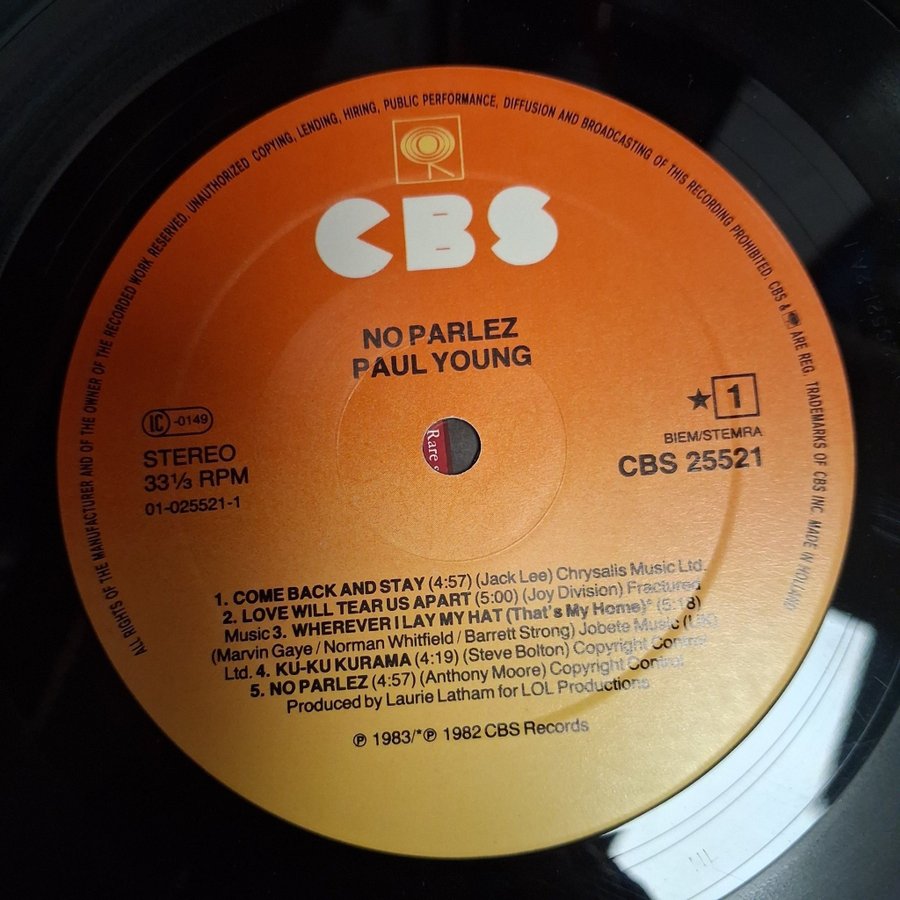 ALL RIGHTS OF THE MANUFACTURER AND OF THE OWNER OF THE RECORDED WORK RESERVED. UNAUTHORIZED COPYING, LENDING, HIRING, PUBLIC PERFORMANCE, DIFFUSION AND BROADCASTING OF THIS RECORDING PROHIBITED. CBS & ARE REG. TRADEMARKS OF CBS INC. MADE IN HOLLAND
CBS
NO PARLEZ
PAUL YOUNG
LC -0149
STEREO
33⅓ RPM
01-025521-1
★ 1
BIEM/STEMRA
CBS 25521
Rare
1. COME BACK AND STAY (4:57) (Jack Lee) Chrysalis Music Ltd.
2. LOVE WILL TEAR US APART (5:00) (Joy Division) Fractured
Music 3. WHEREVER I LAY MY HAT (That's My Home)* (5:18)
(Marvin Gaye / Norman Whitfield / Barrett Strong) Jobete Music (UK)
Ltd. 4. KU-KU KURAMA (4:19) (Steve Bolton) Copyright Control
5. NO PARLEZ (4:57) (Anthony Moore) Copyright Control
Produced by Laurie Latham for LOL Productions
℗ 1983/*℗ 1982 CBS Records